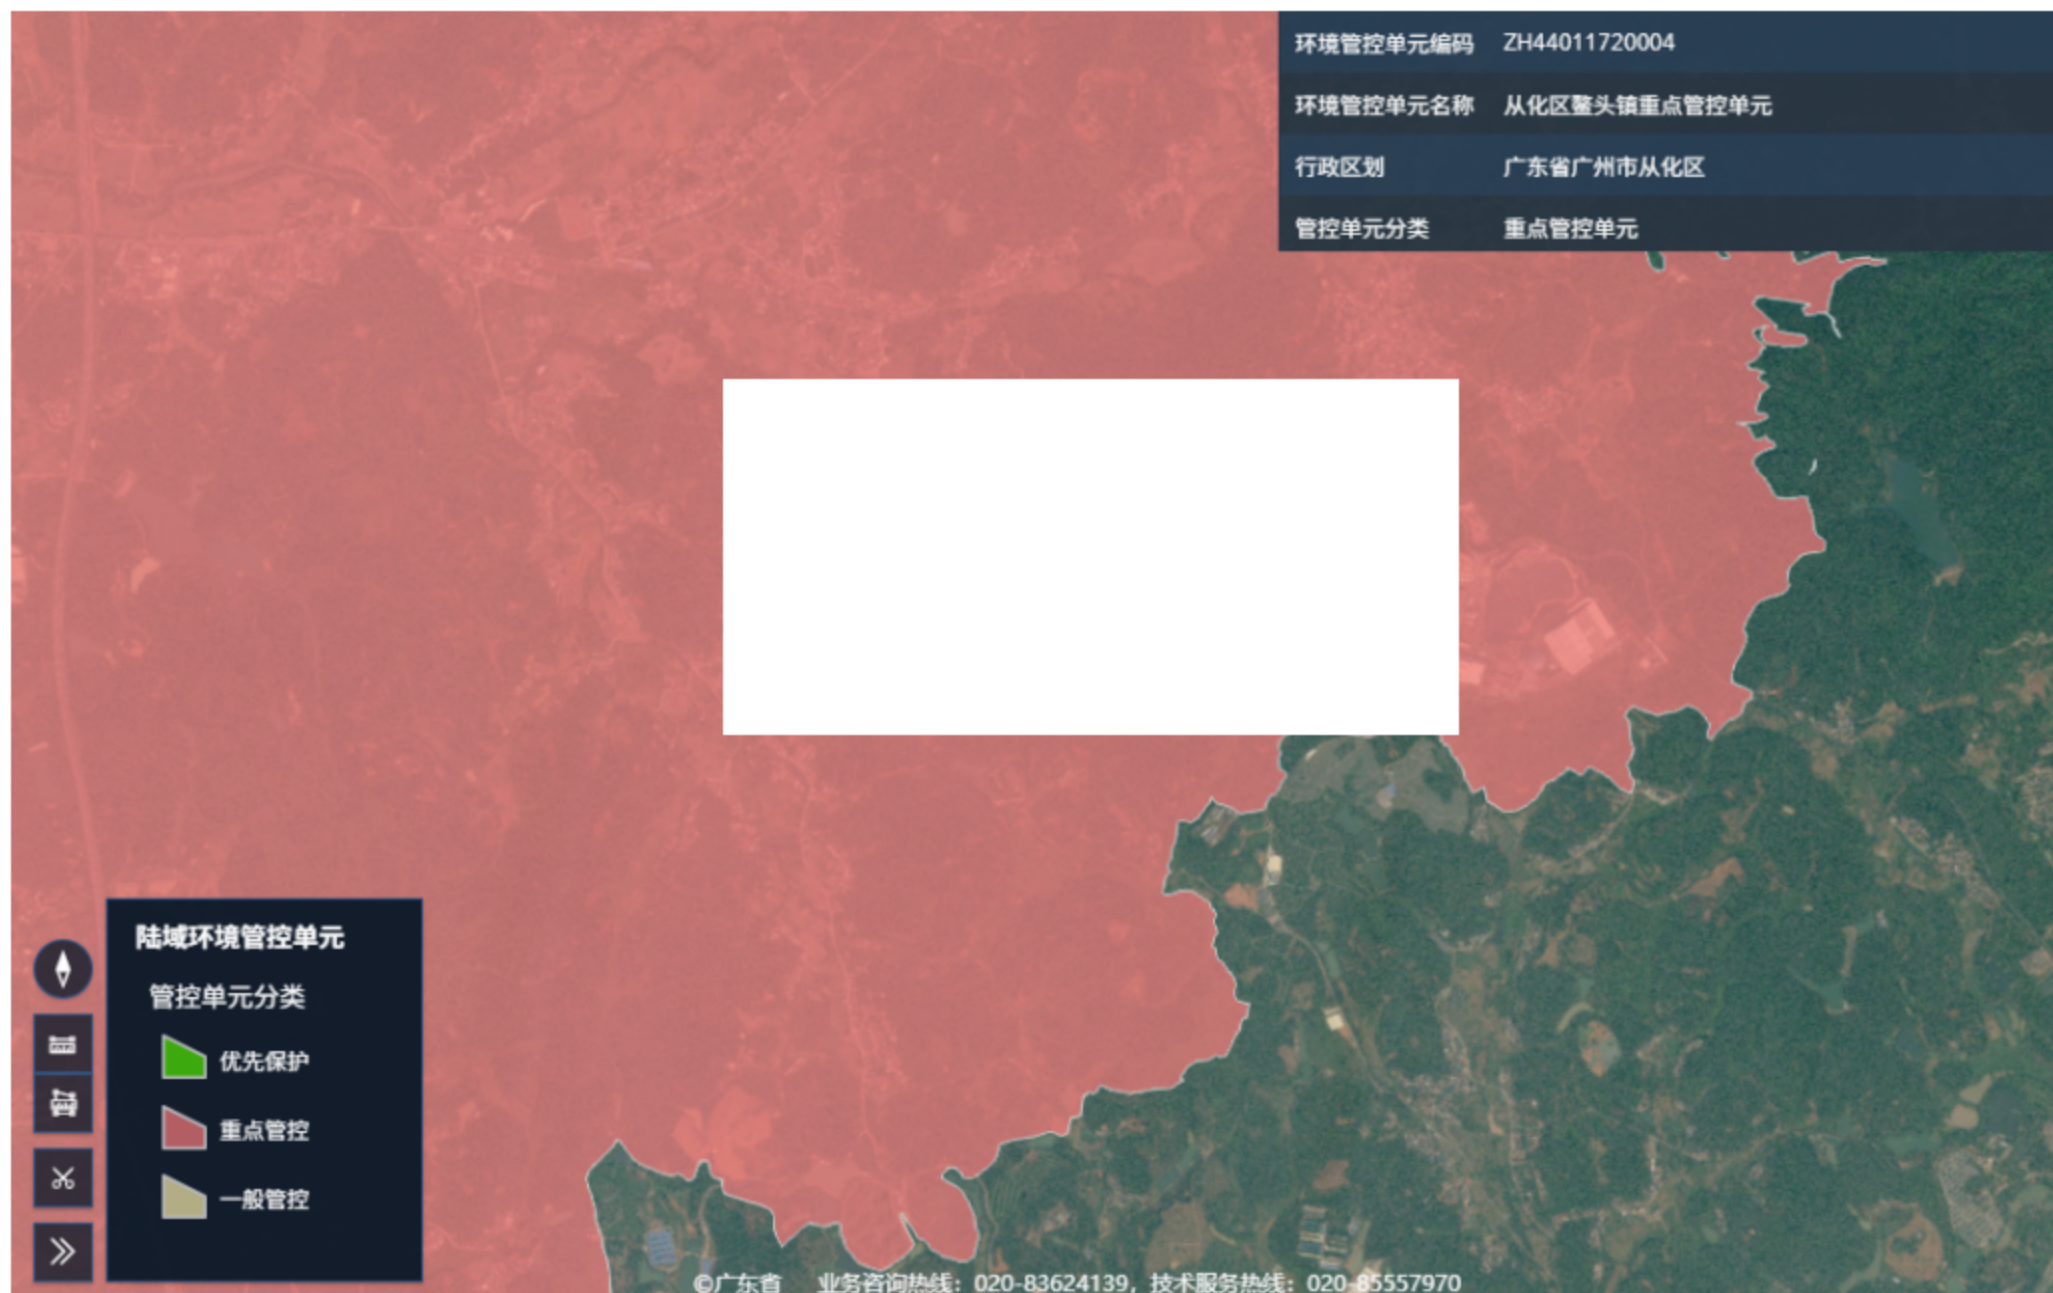 环境管控单元编码 ZH44011720004
环境管控单元名称 从化区鳌头镇重点管控单元
行政区划 广东省广州市从化区
管控单元分类 重点管控单元
陆域环境管控单元
管控单元分类
优先保护
重点管控
一般管控
©广东省 业务咨询热线：020-83624139，技术服务热线：020-85557970